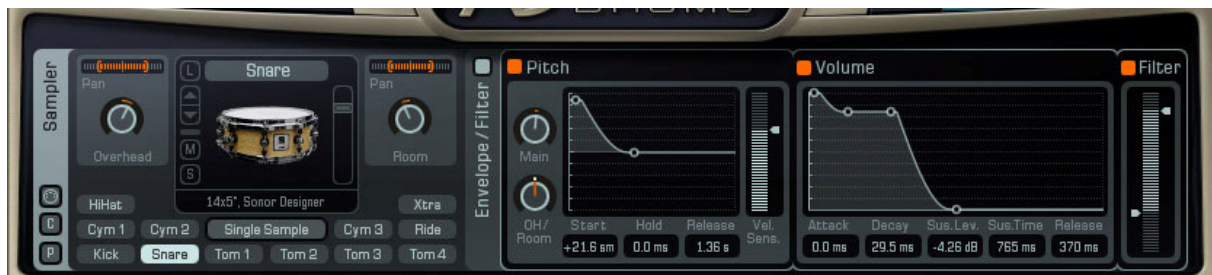 DRUMS
Sampler
Pan
Overhead
L
Snare
M
S
14x5", Sonor Designer
Pan
Room
HiHat
Xtra
C
Cym 1 Cym 2 Single Sample Cym 3 Ride
P
Kick Snare Tom 1 Tom 2 Tom 3 Tom 4
Envelope / Filter
Pitch
Main
OH/ Start Hold Release Vel.
Room +21.6 sm 0.0 ms 1.36 s Sens.
Volume
Attack Decay Sus.Lev. Sus.Time Release
0.0 ms 29.5 ms -4.26 dB 765 ms 370 ms
Filter